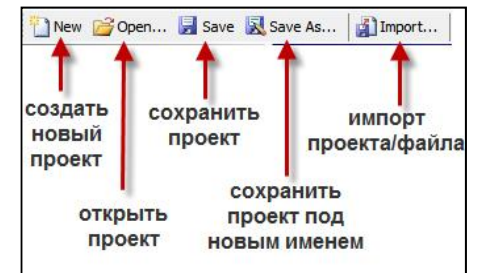 New Open... Save Save As... Import...
создать
новый
проект
сохранить
проект
импорт
проекта/файла
открыть
проект
сохранить
проект под
новым именем